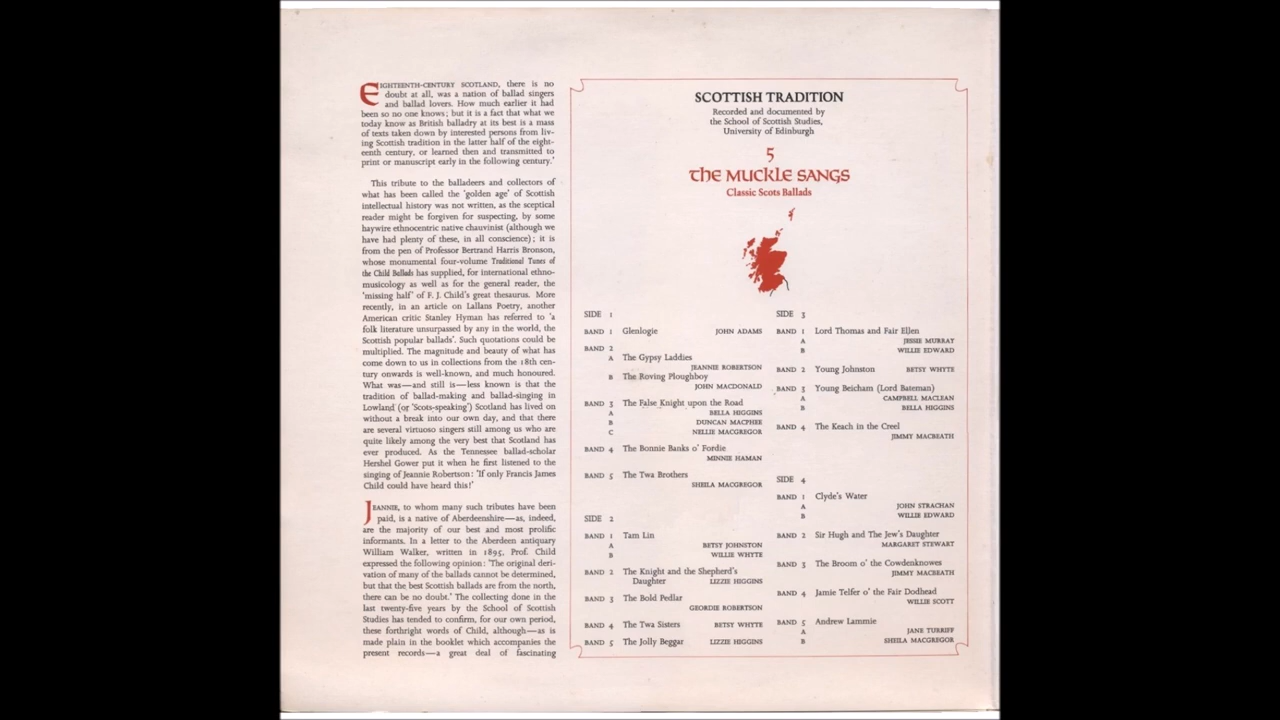 EIGHTEENTH-CENTURY SCOTLAND, there is no
doubt at all, was a nation of ballad singers
and ballad lovers. How much earlier it had
been so no one knows; but it is a fact that what we
today know as British balladry at its best is a mass
of texts taken down by interested persons from liv-
ing Scottish tradition in the latter half of the eight-
eenth century, or learned then and transmitted to
print or manuscript early in the following century.'
This tribute to the balladeers and collectors of
what has been called the 'golden age' of Scottish
intellectual history was not written, as the sceptical
reader might be forgiven for suspecting, by some
haywire ethnocentric native chauvinist (although we
have had plenty of these, in all conscience); it is
from the pen of Professor Bertrand Harris Bronson,
whose monumental four-volume Traditional Tunes of
the Child Ballads has supplied, for international ethno-
musicology as well as for the general reader, the
'missing half' of F. J. Child's great thesaurus. More
recently, in an article on Lallans Poetry, another
American critic Stanley Hyman has referred to 'a
folk literature unsurpassed by any in the world, the
Scottish popular ballads'. Such quotations could be
multiplied. The magnitude and beauty of what has
come down to us in collections from the 18th cen-
tury onwards is well-known, and much honoured.
What was—and still is—less known is that the
tradition of ballad-making and ballad-singing in
Lowland (or 'Scots-speaking') Scotland has lived on
without a break into our own day, and that there
are several virtuoso singers still among us who are
quite likely among the very best that Scotland has
ever produced. As the Tennessee ballad-scholar
Hershel Gower put it when he first listened to the
singing of Jeannie Robertson: 'If only Francis James
Child could have heard this!'
JEANNIE, to whom many such tributes have been
paid, is a native of Aberdeenshire—as, indeed,
are the majority of our best and most prolific
informants. In a letter to the Aberdeen antiquary
William Walker, written in 1895, Prof. Child
expressed the following opinion: 'The original deri-
vation of many of the ballads cannot be determined,
but that the best Scottish ballads are from the north,
there can be no doubt.' The collecting done in the
last twenty-five years by the School of Scottish
Studies has tended to confirm, for our own period,
these forthright words of Child, although—as is
made plain in the booklet which accompanies the
present records—a great deal of fascinating
SCOTTISH TRADITION
Recorded and documented by
the School of Scottish Studies,
University of Edinburgh
5
THE MUCKLE SANGS
Classic Scots Ballads
SIDE 1
BAND 1 Glenlogie JOHN ADAMS
BAND 2
A The Gypsy Laddies
JEANNIE ROBERTSON
B The Roving Ploughboy
JOHN MACDONALD
BAND 3 The False Knight upon the Road
A BELLA HIGGINS
B DUNCAN MACPHEE
C NELLIE MACGREGOR
BAND 4 The Bonnie Banks o' Fordie
MINNIE HAMAN
BAND 5 The Twa Brothers
SHEILA MACGREGOR
SIDE 2
BAND 1 Tam Lin
A BETSY JOHNSTON
B WILLIE WHYTE
BAND 2 The Knight and the Shepherd's
Daughter LIZZIE HIGGINS
BAND 3 The Bold Pedlar
GEORDIE ROBERTSON
BAND 4 The Twa Sisters BETSY WHYTE
BAND 5 The Jolly Beggar LIZZIE HIGGINS
SIDE 3
BAND 1 Lord Thomas and Fair Ellen
A JESSIE MURRAY
B WILLIE EDWARD
BAND 2 Young Johnston BETSY WHYTE
BAND 3 Young Beicham (Lord Bateman)
A CAMPBELL MACLEAN
B BELLA HIGGINS
BAND 4 The Keach in the Creel
JIMMY MACBEATH
SIDE 4
BAND 1 Clyde's Water
A JOHN STRACHAN
B WILLIE EDWARD
BAND 2 Sir Hugh and The Jew's Daughter
MARGARET STEWART
BAND 3 The Broom o' the Cowdenknowes
JIMMY MACBEATH
BAND 4 Jamie Telfer o' the Fair Dodhead
WILLIE SCOTT
BAND 5 Andrew Lammie
A JANE TURRIFF
B SHEILA MACGREGOR